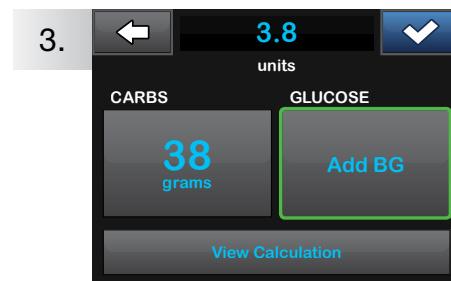 3.
3.8
units
CARBS GLUCOSE
38
grams
Add BG
View Calculation